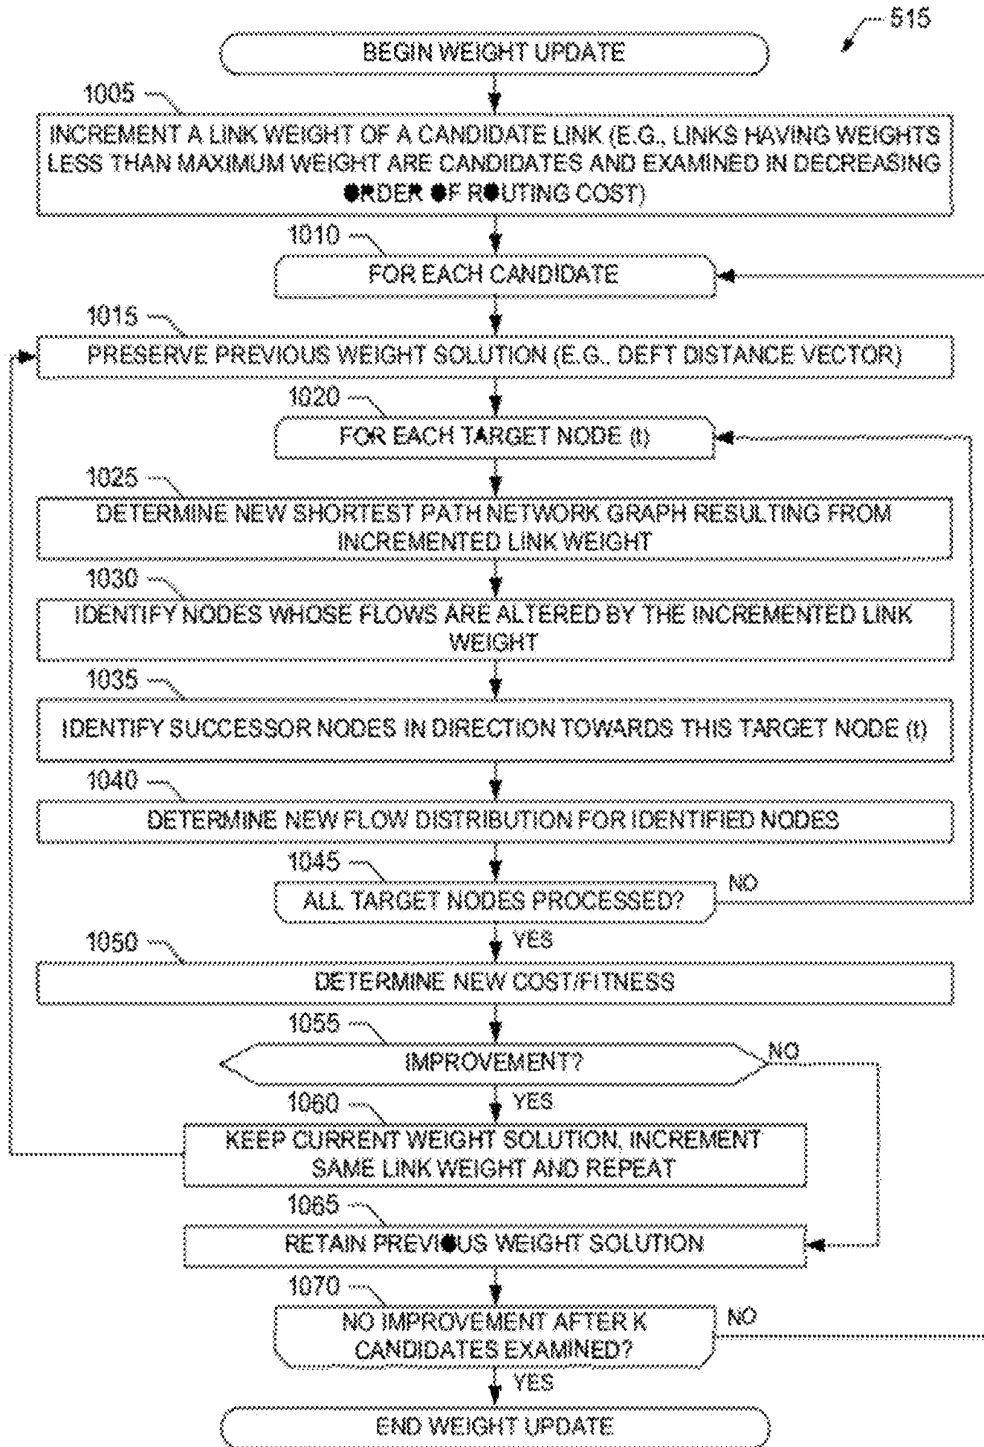 515
BEGIN WEIGHT UPDATE
1005
INCREMENT A LINK WEIGHT OF A CANDIDATE LINK (E.G., LINKS HAVING WEIGHTS
LESS THAN MAXIMUM WEIGHT ARE CANDIDATES AND EXAMINED IN DECREASING
ORDER OF ROUTING COST)
1010
FOR EACH CANDIDATE
1015
PRESERVE PREVIOUS WEIGHT SOLUTION (E.G., DEFT DISTANCE VECTOR)
1020
FOR EACH TARGET NODE (t)
1025
DETERMINE NEW SHORTEST PATH NETWORK GRAPH RESULTING FROM
INCREMENTED LINK WEIGHT
1030
IDENTIFY NODES WHOSE FLOWS ARE ALTERED BY THE INCREMENTED LINK
WEIGHT
1035
IDENTIFY SUCCESSOR NODES IN DIRECTION TOWARDS THIS TARGET NODE (t)
1040
DETERMINE NEW FLOW DISTRIBUTION FOR IDENTIFIED NODES
1045
ALL TARGET NODES PROCESSED?
NO
YES
1050
DETERMINE NEW COST/FITNESS
1055
IMPROVEMENT?
NO
YES
1060
KEEP CURRENT WEIGHT SOLUTION, INCREMENT
SAME LINK WEIGHT AND REPEAT
1065
RETAIN PREVIOUS WEIGHT SOLUTION
1070
NO IMPROVEMENT AFTER K
CANDIDATES EXAMINED?
NO
YES
END WEIGHT UPDATE